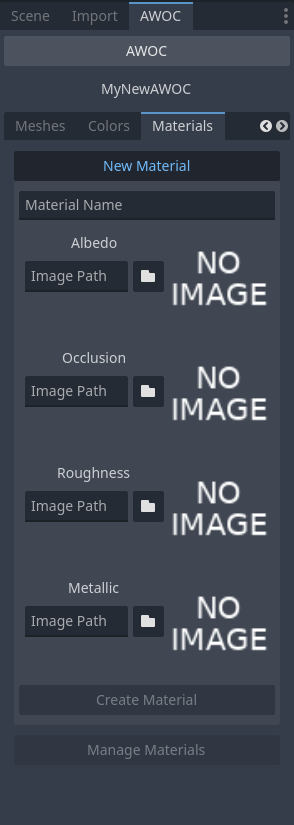 Scene Import AWOC
AWOC
MyNewAWOC
Meshes Colors Materials
New Material
Material Name
Albedo
Image Path
NO
IMAGE
Occlusion
Image Path
NO
IMAGE
Roughness
Image Path
NO
IMAGE
Metallic
Image Path
NO
IMAGE
Create Material
Manage Materials